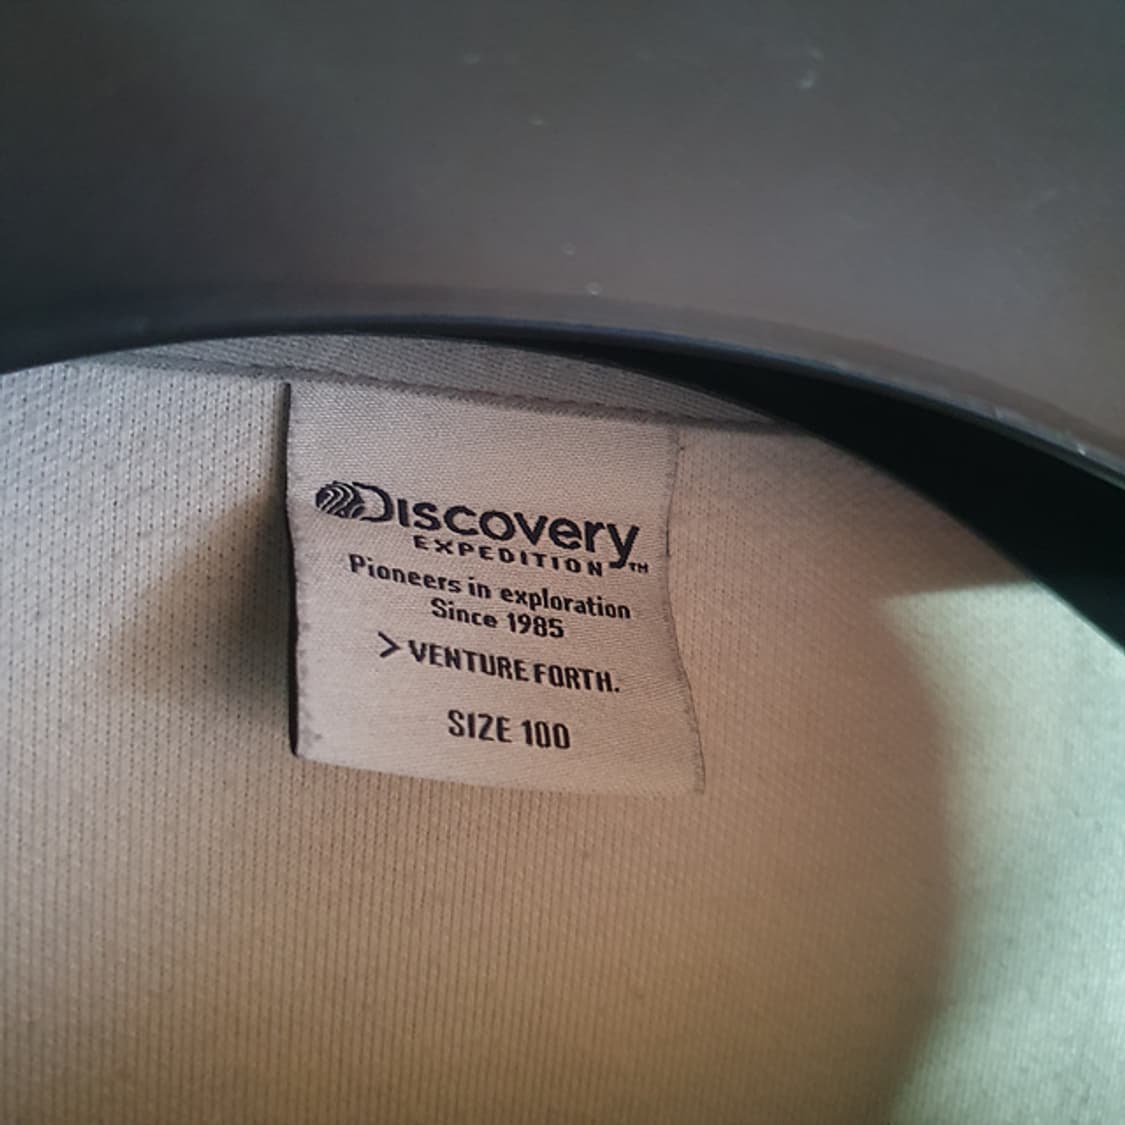 Discovery
EXPEDITION™
Pioneers in exploration
Since 1985
> VENTURE FORTH.
SIZE 100